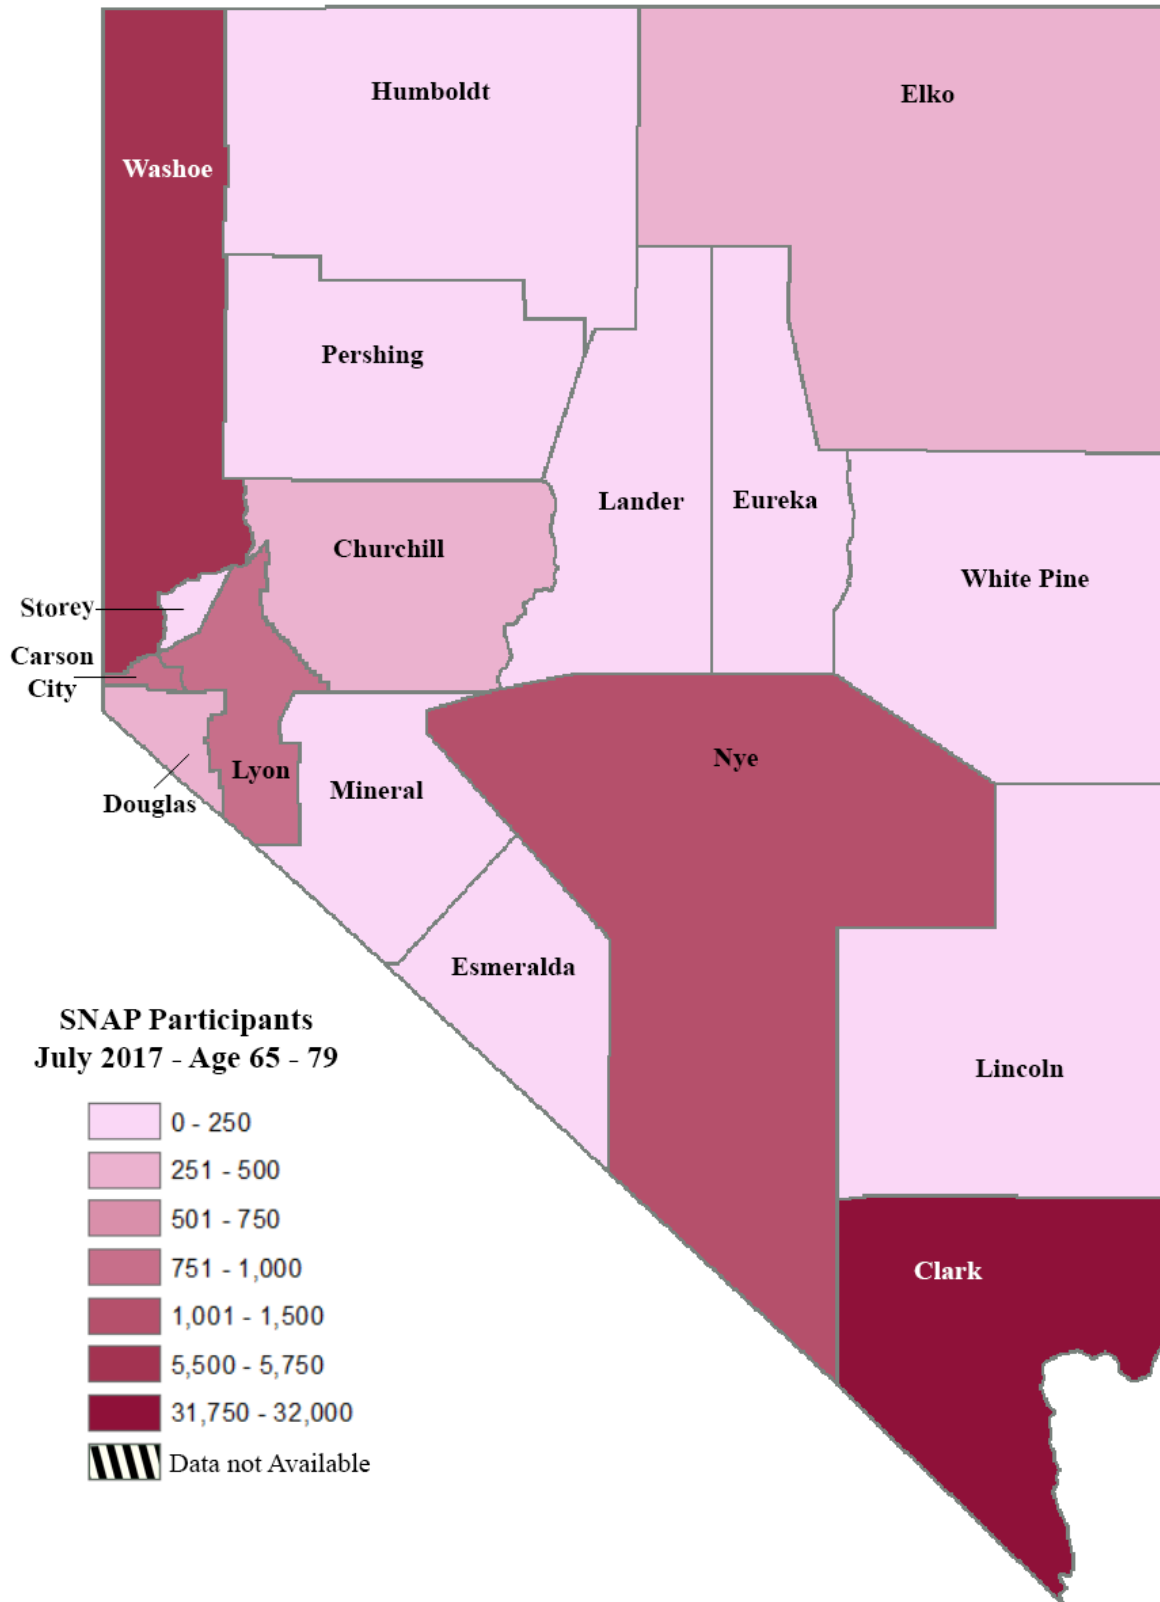 Humboldt
Elko
Washoe
Pershing
Lander
Eureka
Churchill
White Pine
Storey
Carson
City
Nye
Lyon
Mineral
Douglas
Esmeralda
SNAP Participants
July 2017 - Age 65 - 79
Lincoln
0 - 250
251 - 500
501 - 750
751 - 1,000
1,001 - 1,500
5,500 - 5,750
31,750 - 32,000
Data not Available
Clark